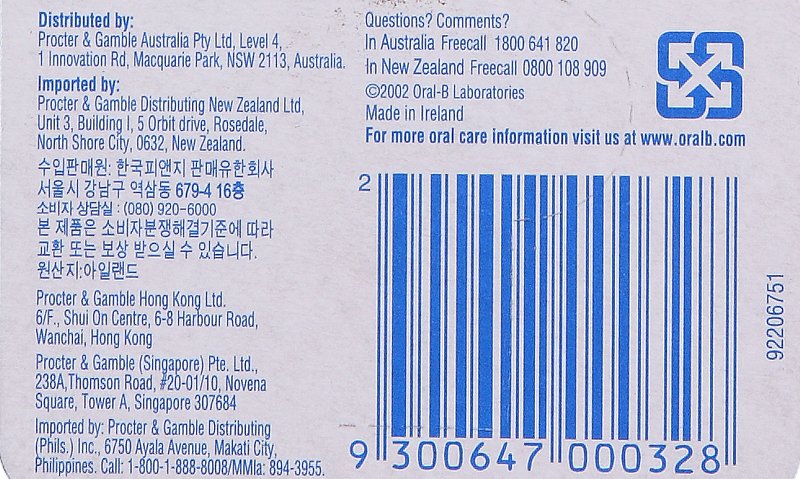 Distributed by:
Procter & Gamble Australia Pty Ltd, Level 4,
1 Innovation Rd, Macquarie Park, NSW 2113, Australia.
Imported by:
Procter & Gamble Distributing New Zealand Ltd,
Unit 3, Building I, 5 Orbit drive, Rosedale,
North Shore City, 0632, New Zealand.
수입판매원: 한국피앤지 판매유한회사
서울시 강남구 역삼동 679-4 16층
소비자 상담실 : (080) 920-6000
본 제품은 소비자분쟁해결기준에 따라
교환 또는 보상 받으실 수 있습니다.
원산지:아일랜드
Procter & Gamble Hong Kong Ltd.
6/F., Shui On Centre, 6-8 Harbour Road,
Wanchai, Hong Kong
Procter & Gamble (Singapore) Pte. Ltd.,
238A,Thomson Road, #20-01/10, Novena
Square, Tower A, Singapore 307684
Imported by: Procter & Gamble Distributing
(Phils.) Inc., 6750 Ayala Avenue, Makati City,
Philippines. Call: 1-800-1-888-8008/MMla: 894-3955.
Questions? Comments?
In Australia Freecall 1800 641 820
In New Zealand Freecall 0800 108 909
©2002 Oral-B Laboratories
Made in Ireland
For more oral care information visit us at www.oralb.com
2
9 300647 000328
92206751